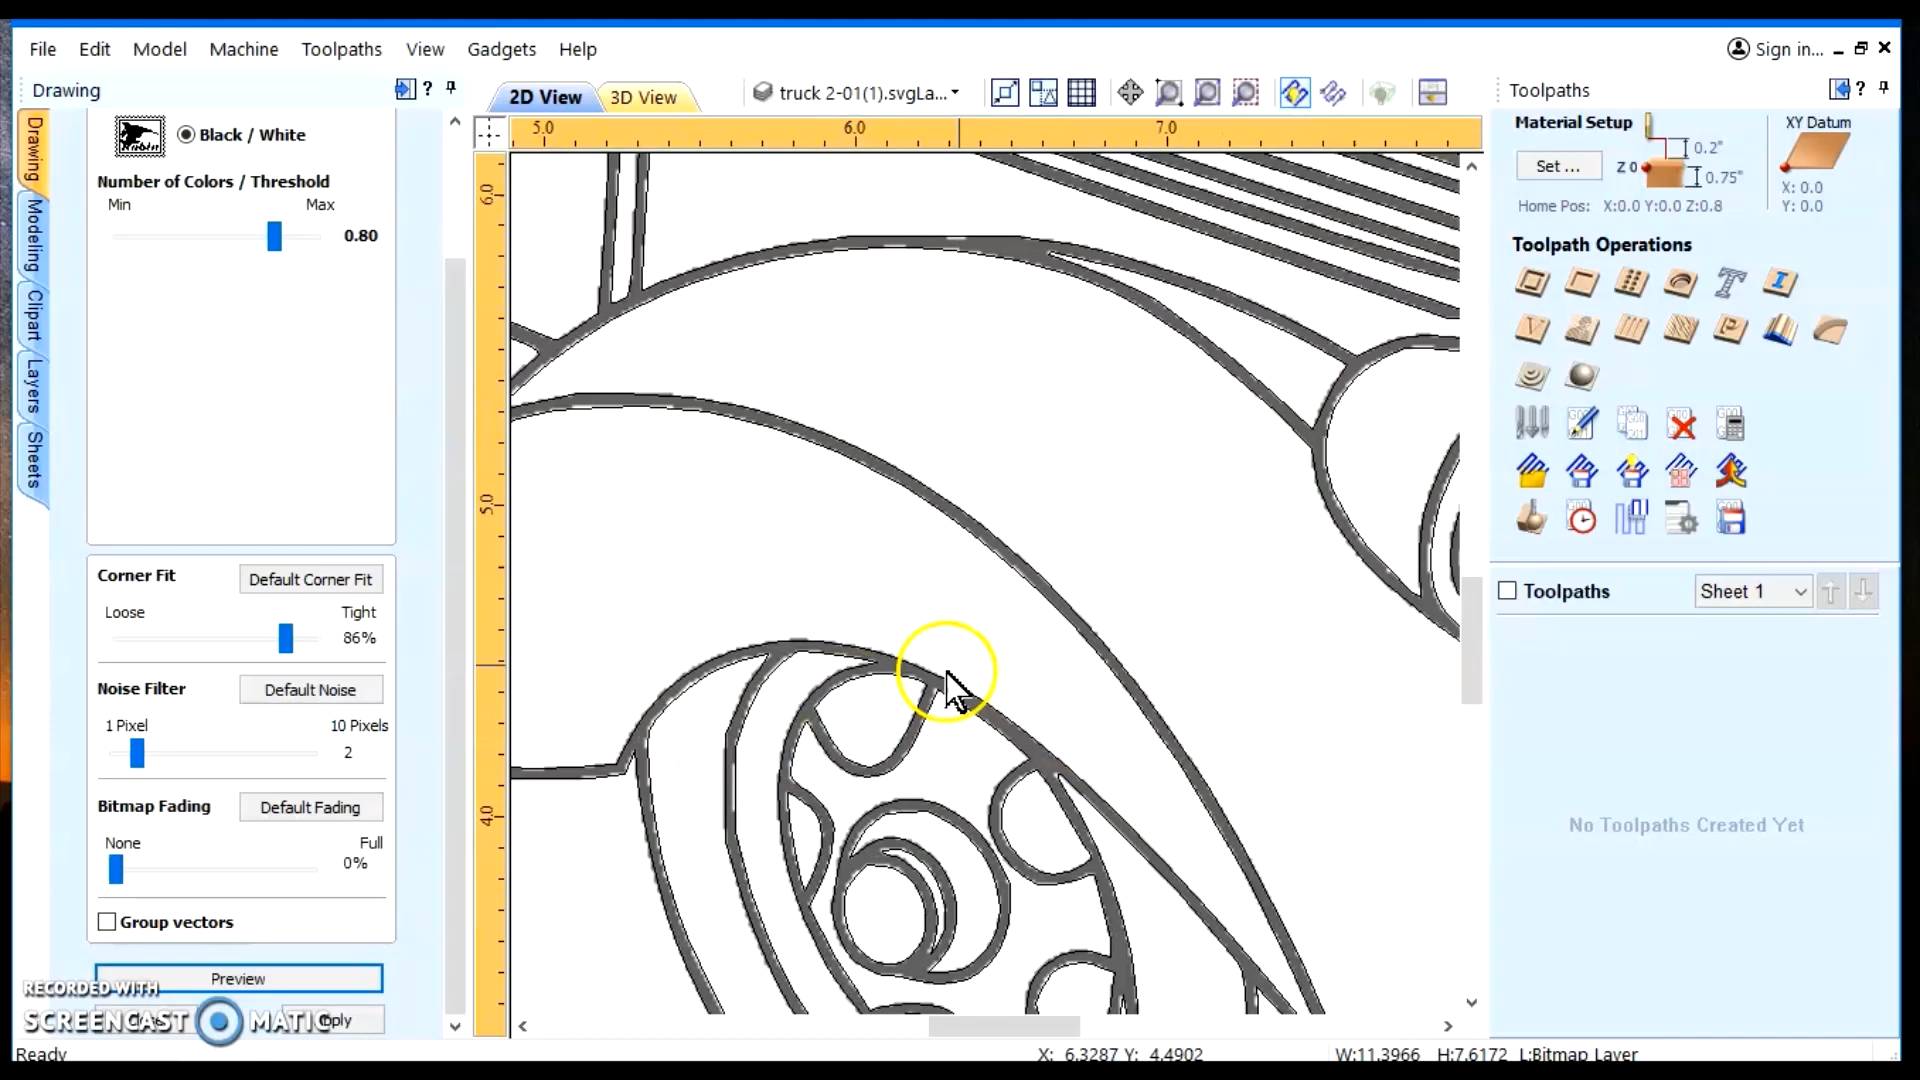 File Edit Model Machine Toolpaths View Gadgets Help
Sign in...
Drawing
2D View
3D View
truck 2-01(1).svgLa...
Toolpaths
Drawing
Modeling
Clipart
Layers
Sheets
Black / White
Number of Colors / Threshold
Min Max
0.80
Corner Fit Default Corner Fit
Loose Tight
86%
Noise Filter Default Noise
1 Pixel 10 Pixels
2
Bitmap Fading Default Fading
None Full
0%
Group vectors
Preview
RECORDED WITH
SCREENCAST MATIC
Ready
5.0 6.0 7.0
6.0
5.0
4.0
X: 6.3287 Y: 4.4902
W:11.3966 H:7.6172 L:Bitmap Layer
Material Setup
XY Datum
Set ...
Z 0
0.2"
0.75"
X: 0.0
Y: 0.0
Home Pos: X:0.0 Y:0.0 Z:0.8
Toolpath Operations
Toolpaths
Sheet 1
No Toolpaths Created Yet